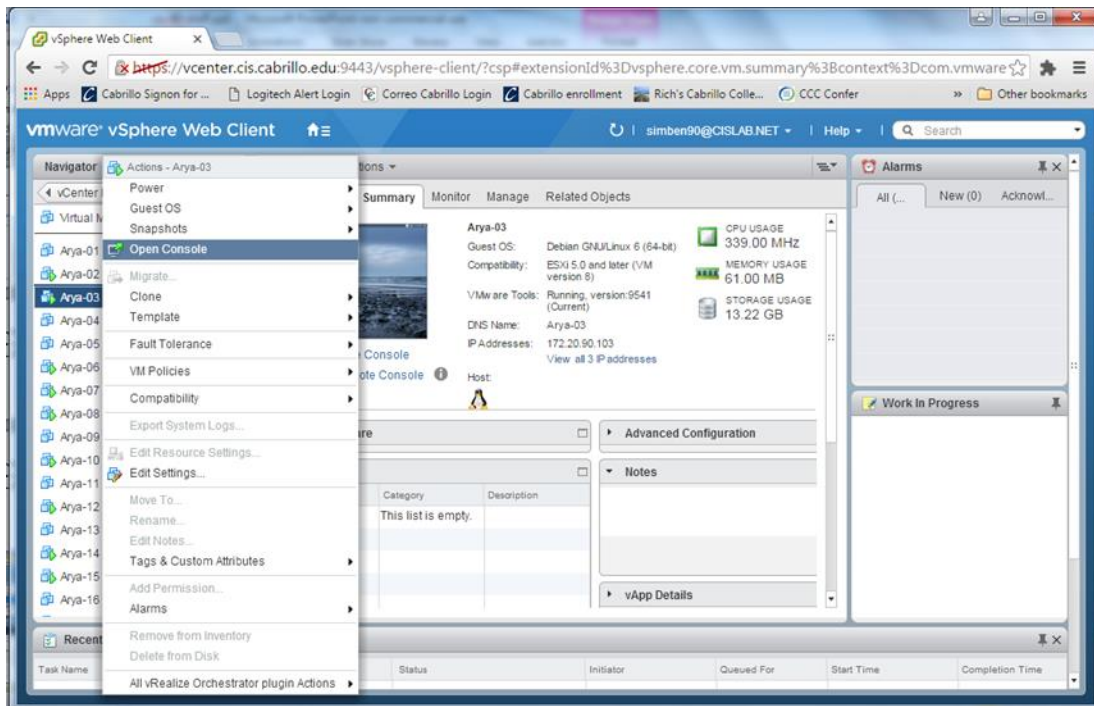 vSphere Web Client
https://vcenter.cis.cabrillo.edu:9443/vsphere-client/?csp#extensionId%3Dvsphere.core.vm.summary%3Bcontext%3Dcom.vmware
Apps Cabrillo Signon for ... Logitech Alert Login Correo Cabrillo Login Cabrillo enrollment Rich's Cabrillo Colle... CCC Confer » Other bookmarks
vmware® vSphere Web Client simben90@CISLAB.NET Help Search
Navigator
vCenter
Virtual M
Arya-01
Arya-02
Arya-03
Arya-04
Arya-05
Arya-06
Arya-07
Arya-08
Arya-09
Arya-10
Arya-11
Arya-12
Arya-13
Arya-14
Arya-15
Arya-16
Actions - Arya-03
Power
Guest OS
Snapshots
Open Console
Migrate...
Clone
Template
Fault Tolerance
VM Policies
Compatibility
Export System Logs...
Edit Resource Settings...
Edit Settings...
Move To...
Rename...
Edit Notes...
Tags & Custom Attributes
Add Permission...
Alarms
Remove from Inventory
Delete from Disk
All vRealize Orchestrator plugin Actions
tions
Summary Monitor Manage Related Objects
Arya-03
Guest OS: Debian GNU/Linux 6 (64-bit)
Compatibility: ESXi 5.0 and later (VM
version 8)
VMware Tools: Running, version:9541
(Current)
DNS Name: Arya-03
IP Addresses: 172.20.90.103
View all 3 IP addresses
Host:
CPU USAGE
339.00 MHz
MEMORY USAGE
61.00 MB
STORAGE USAGE
13.22 GB
Console
ote Console
re
Advanced Configuration
Notes
Category Description
This list is empty.
vApp Details
Alarms
All (... New (0) Acknowl...
Work In Progress
Recent
Task Name Status Initiator Queued For Start Time Completion Time